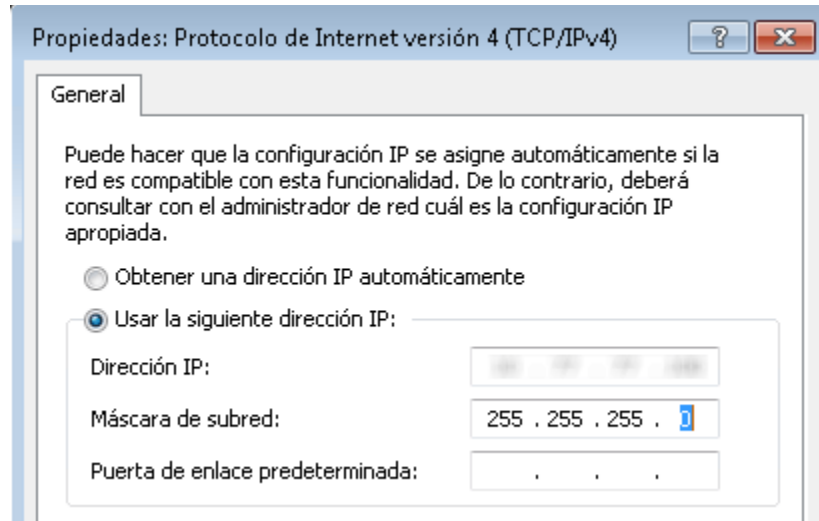 Propiedades: Protocolo de Internet versión 4 (TCP/IPv4)
General
Puede hacer que la configuración IP se asigne automáticamente si la
red es compatible con esta funcionalidad. De lo contrario, deberá
consultar con el administrador de red cuál es la configuración IP
apropiada.
Obtener una dirección IP automáticamente
Usar la siguiente dirección IP:
Dirección IP:
Máscara de subred: 255 . 255 . 255 . 0
Puerta de enlace predeterminada: . . .